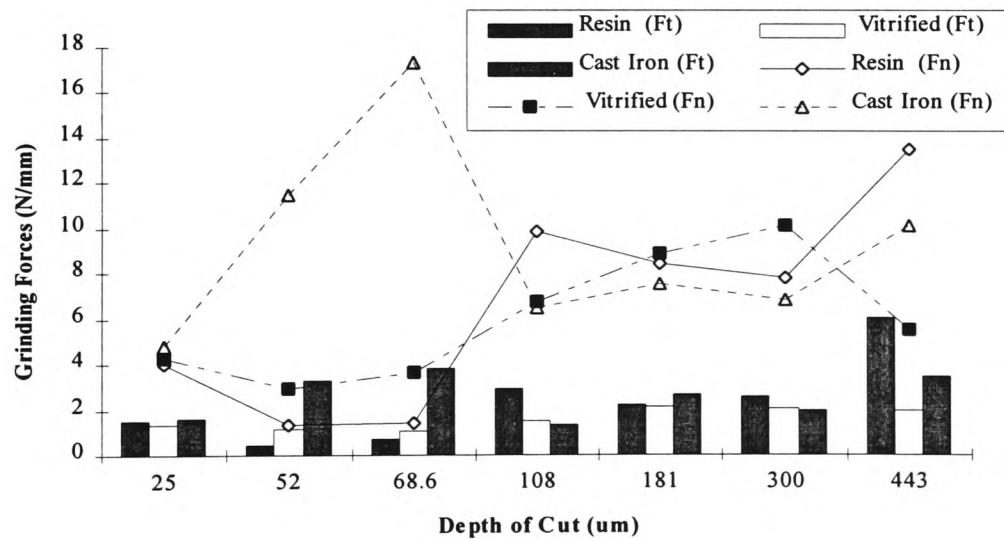 Resin (Ft)
Vitrified (Ft)
Cast Iron (Ft)
Resin (Fn)
Vitrified (Fn)
Cast Iron (Fn)
Grinding Forces (N/mm)
18
16
14
12
10
8
6
4
2
0
25 52 68.6 108 181 300 443
Depth of Cut (um)